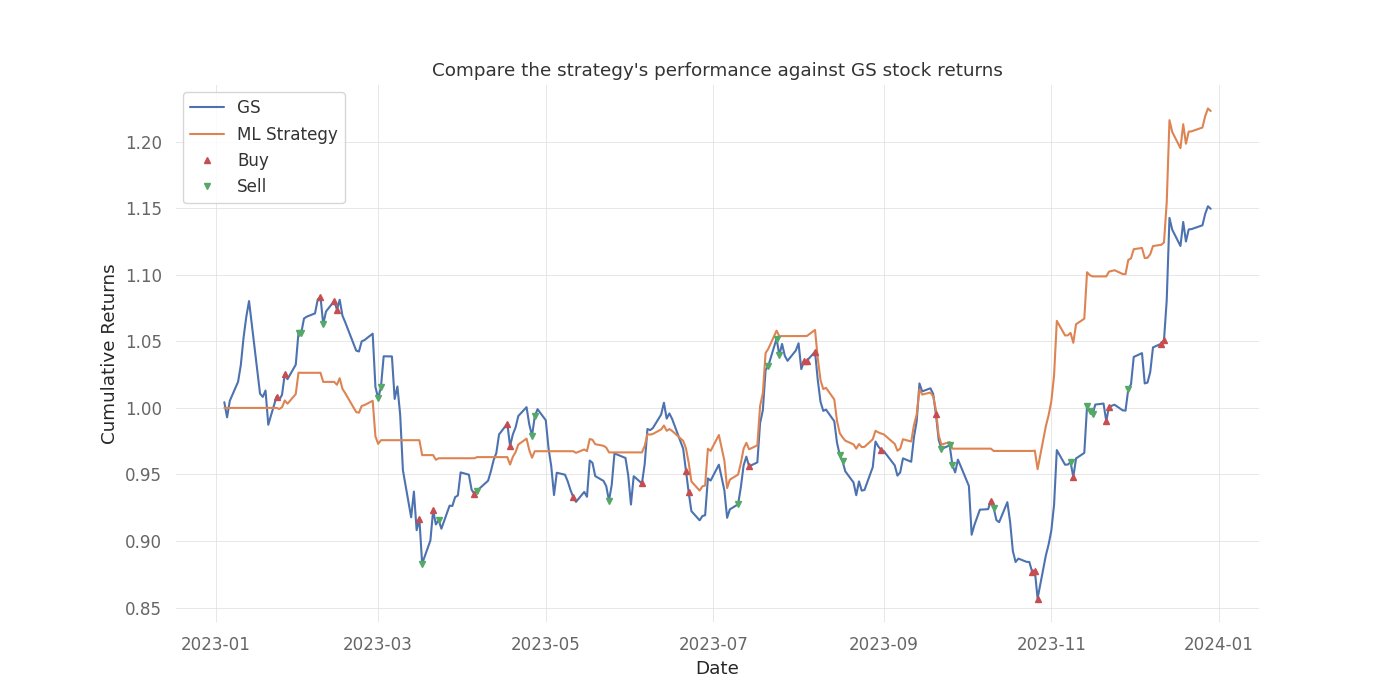 Compare the strategy's performance against GS stock returns
GS
ML Strategy
Buy
Sell
Cumulative Returns
1.20
1.15
1.10
1.05
1.00
0.95
0.90
0.85
2023-01
2023-03
2023-05
2023-07
2023-09
2023-11
2024-01
Date